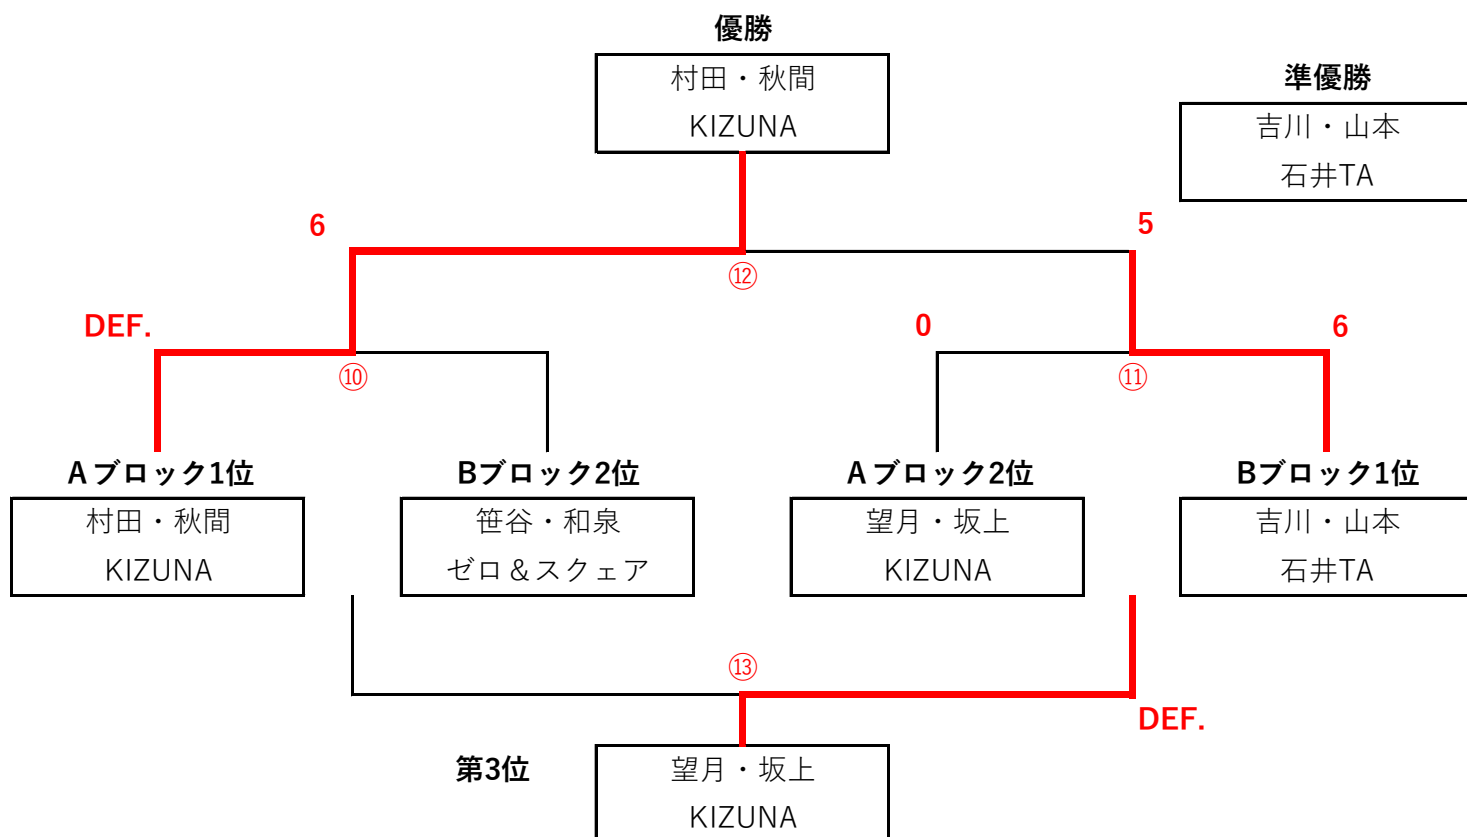 優勝
村田・秋間
KIZUNA
準優勝
吉川・山本
石井TA
6
5
⑫
DEF.
0
6
⑩
⑪
Aブロック1位
Bブロック2位
Aブロック2位
Bブロック1位
村田・秋間
KIZUNA
笹谷・和泉
ゼロ＆スクェア
望月・坂上
KIZUNA
吉川・山本
石井TA
⑬
DEF.
第3位
望月・坂上
KIZUNA